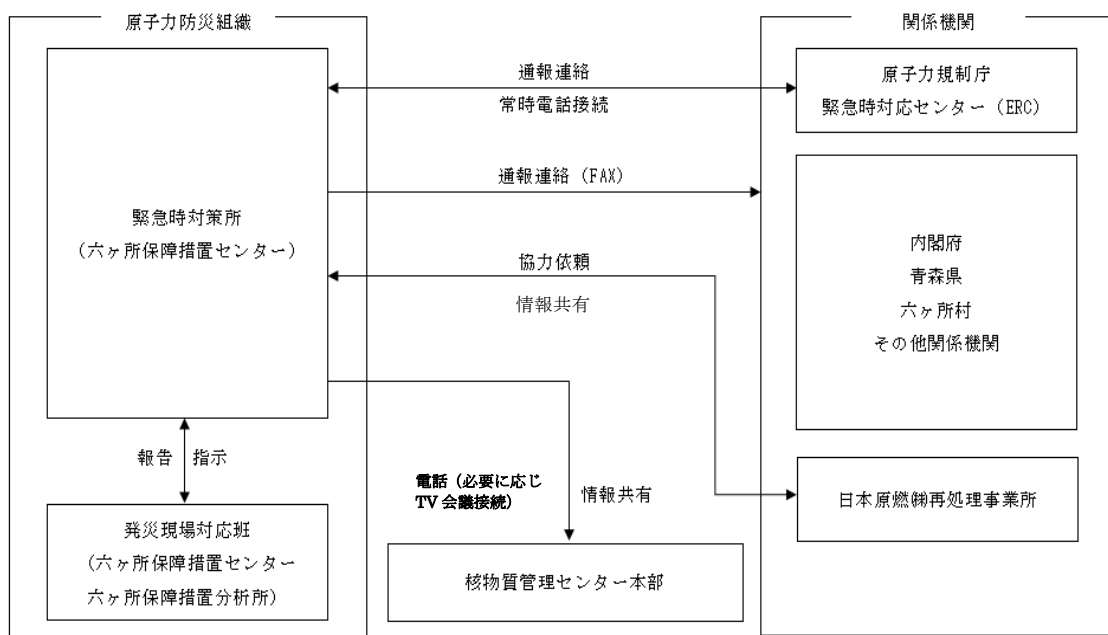 原子力防災組織
緊急時対策所
（六ヶ所保障措置センター）
報告
指示
発災現場対応班
（六ヶ所保障措置センター
六ヶ所保障措置分析所）
通報連絡
常時電話接続
通報連絡（FAX）
協力依頼
情報共有
電話（必要に応じ
TV 会議接続）
情報共有
核物質管理センター本部
関係機関
原子力規制庁
緊急時対応センター（ERC）
内閣府
青森県
六ヶ所村
その他関係機関
日本原燃㈱再処理事業所